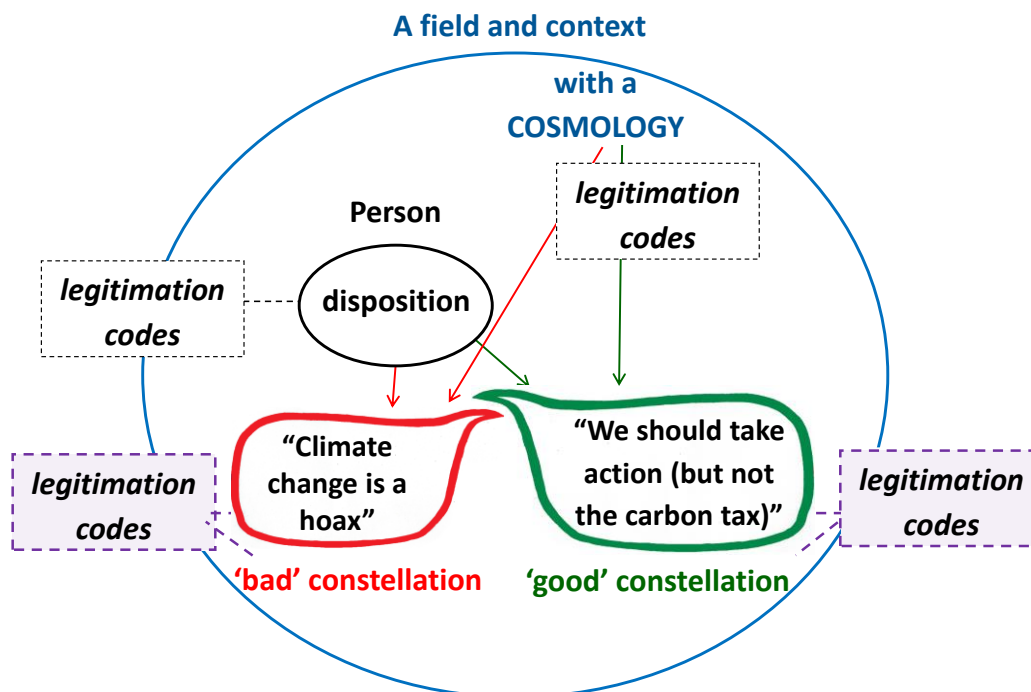 A field and context
with a
COSMOLOGY
legitimation
codes
Person
disposition
legitimation
codes
“Climate
change is a
hoax”
“We should take
action (but not
the carbon tax)”
legitimation
codes
legitimation
codes
‘bad’ constellation
‘good’ constellation